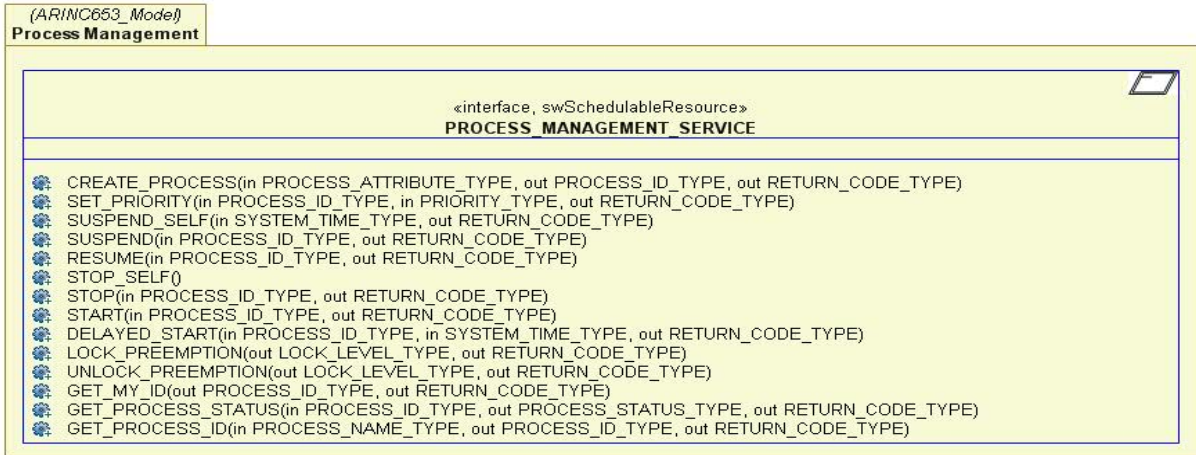 (ARINC653_Model)
Process Management
«interface, swSchedulableResource»
PROCESS_MANAGEMENT_SERVICE
CREATE_PROCESS(in PROCESS_ATTRIBUTE_TYPE, out PROCESS_ID_TYPE, out RETURN_CODE_TYPE)
SET_PRIORITY(in PROCESS_ID_TYPE, in PRIORITY_TYPE, out RETURN_CODE_TYPE)
SUSPEND_SELF(in SYSTEM_TIME_TYPE, out RETURN_CODE_TYPE)
SUSPEND(in PROCESS_ID_TYPE, out RETURN_CODE_TYPE)
RESUME(in PROCESS_ID_TYPE, out RETURN_CODE_TYPE)
STOP_SELF()
STOP(in PROCESS_ID_TYPE, out RETURN_CODE_TYPE)
START(in PROCESS_ID_TYPE, out RETURN_CODE_TYPE)
DELAYED_START(in PROCESS_ID_TYPE, in SYSTEM_TIME_TYPE, out RETURN_CODE_TYPE)
LOCK_PREEMPTION(out LOCK_LEVEL_TYPE, out RETURN_CODE_TYPE)
UNLOCK_PREEMPTION(out LOCK_LEVEL_TYPE, out RETURN_CODE_TYPE)
GET_MY_ID(out PROCESS_ID_TYPE, out RETURN_CODE_TYPE)
GET_PROCESS_STATUS(in PROCESS_ID_TYPE, out PROCESS_STATUS_TYPE, out RETURN_CODE_TYPE)
GET_PROCESS_ID(in PROCESS_NAME_TYPE, out PROCESS_ID_TYPE, out RETURN_CODE_TYPE)